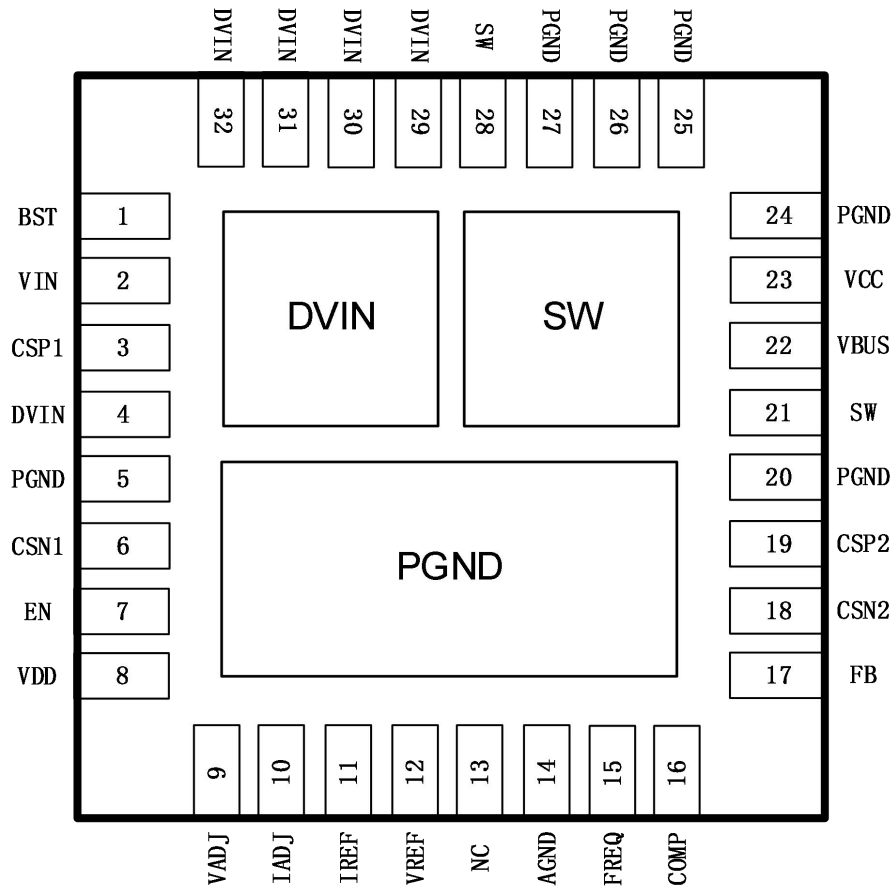 DVIN DVIN DVIN DVIN SW PGND PGND PGND
32 31 30 29 28 27 26 25
BST 1
VIN 2
CSP1 3
DVIN 4
PGND 5
CSN1 6
EN 7
VDD 8
DVIN
SW
PGND
24 PGND
23 VCC
22 VBUS
21 SW
20 PGND
19 CSP2
18 CSN2
17 FB
9 10 11 12 13 14 15 16
VADJ IADJ IREF VREF NC AGND FREQ COMP